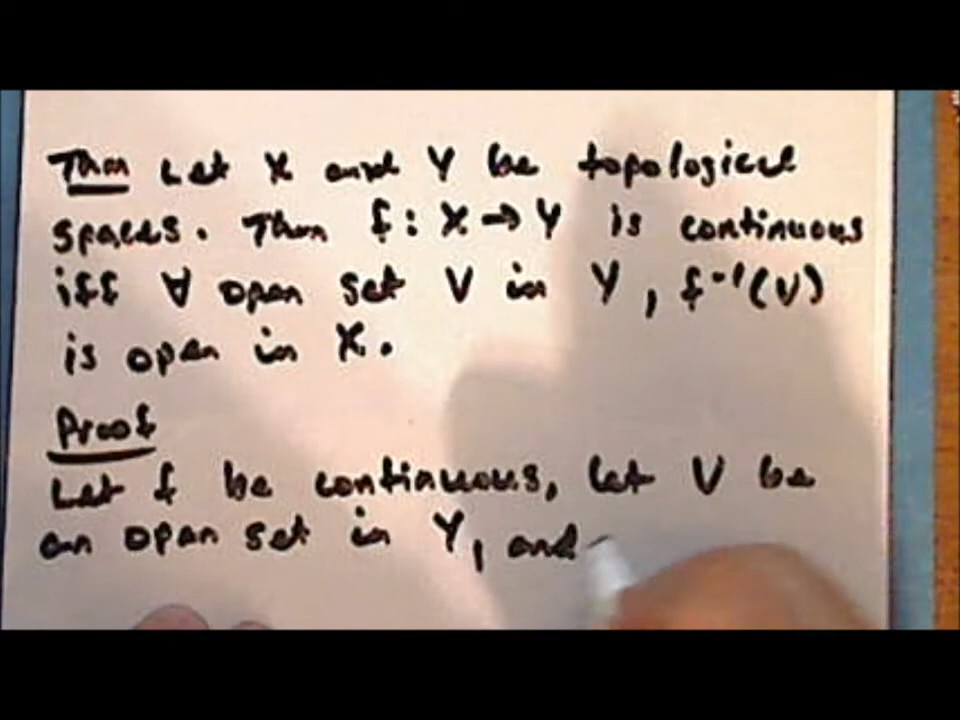 Thm Let X and Y be topological
spaces. Then f: X → Y is continuous
iff ∀ open set V in Y, f⁻¹(V)
is open in X.
Proof
Let f be continuous, let V be
an open set in Y, and